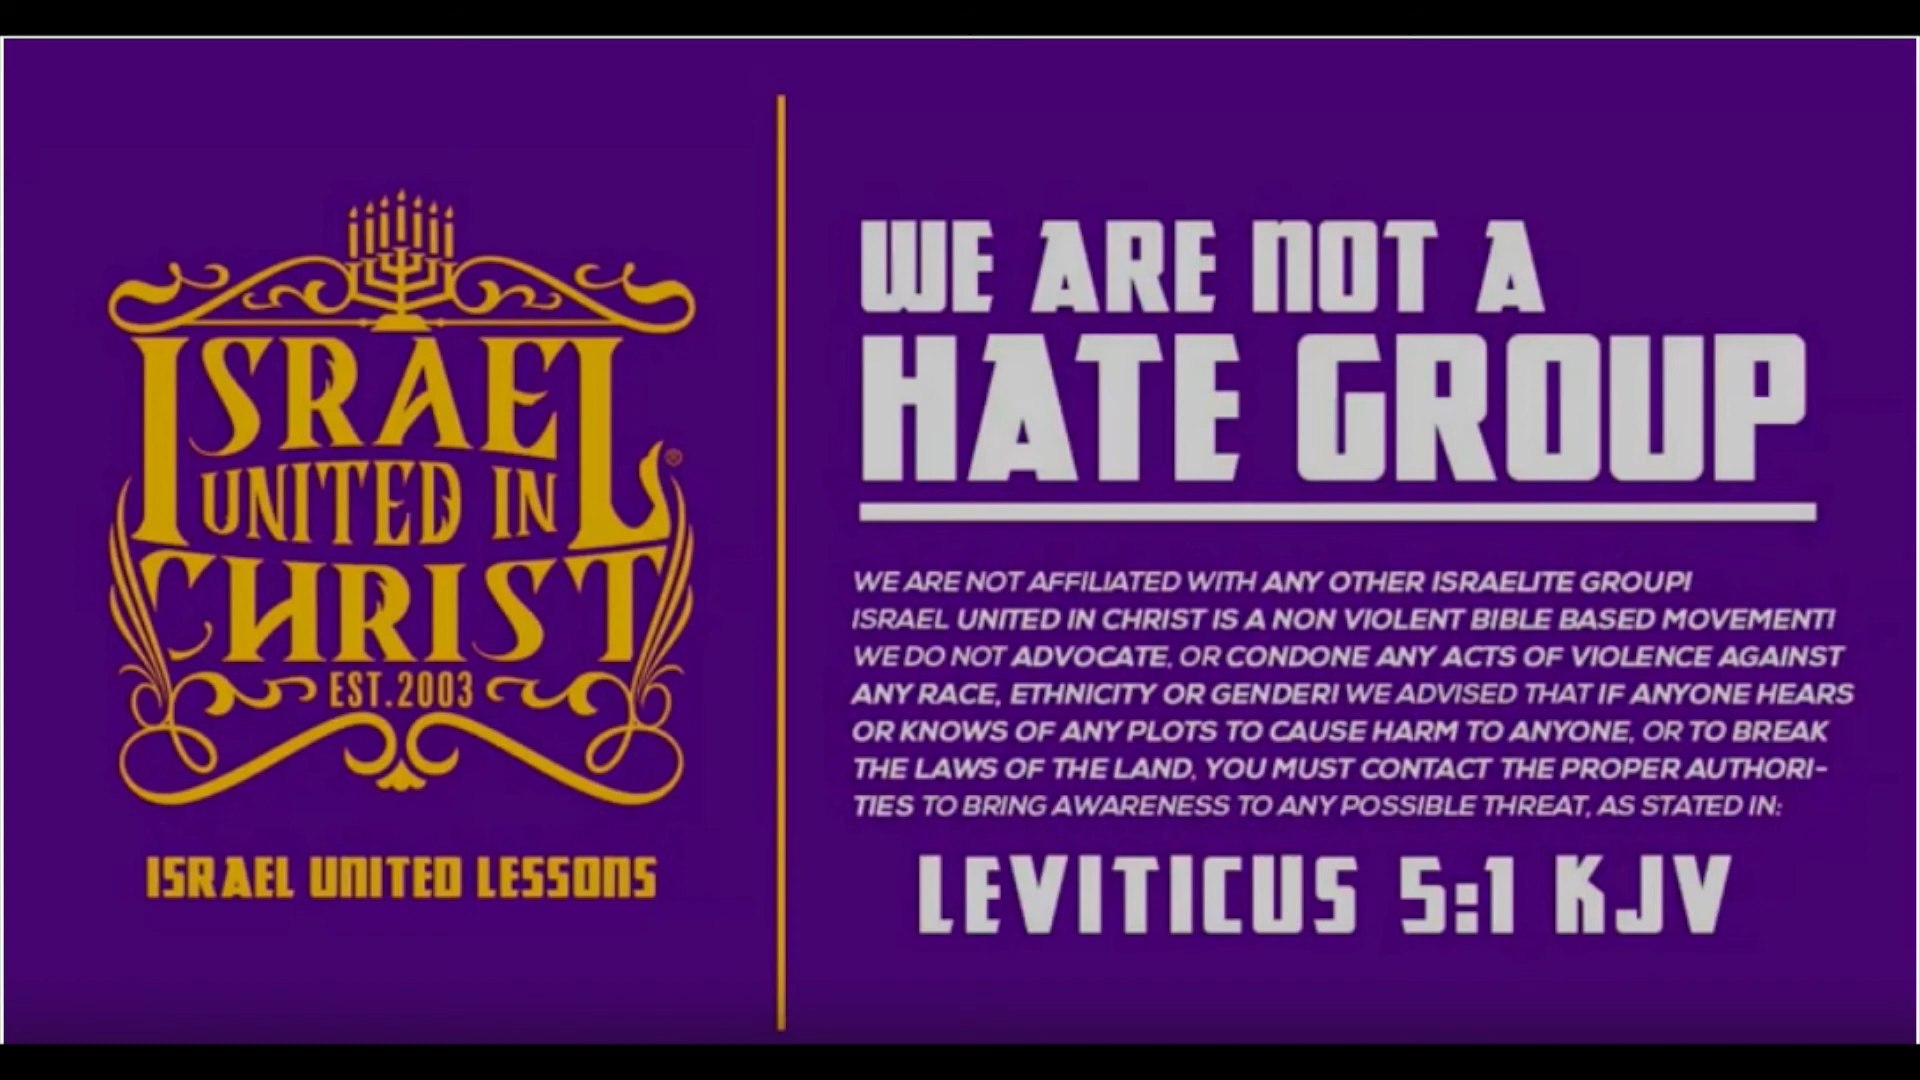 ISRAEL
UNITED IN
CHRIST
®
EST.2003
ISRAEL UNITED LESSONS
WE ARE NOT A
HATE GROUP
WE ARE NOT AFFILIATED WITH ANY OTHER ISRAELITE GROUP!
ISRAEL UNITED IN CHRIST IS A NON VIOLENT BIBLE BASED MOVEMENT!
WE DO NOT ADVOCATE, OR CONDONE ANY ACTS OF VIOLENCE AGAINST
ANY RACE, ETHNICITY OR GENDER! WE ADVISED THAT IF ANYONE HEARS
OR KNOWS OF ANY PLOTS TO CAUSE HARM TO ANYONE, OR TO BREAK
THE LAWS OF THE LAND, YOU MUST CONTACT THE PROPER AUTHORI-
TIES TO BRING AWARENESS TO ANY POSSIBLE THREAT, AS STATED IN:
LEVITICUS 5:1 KJV